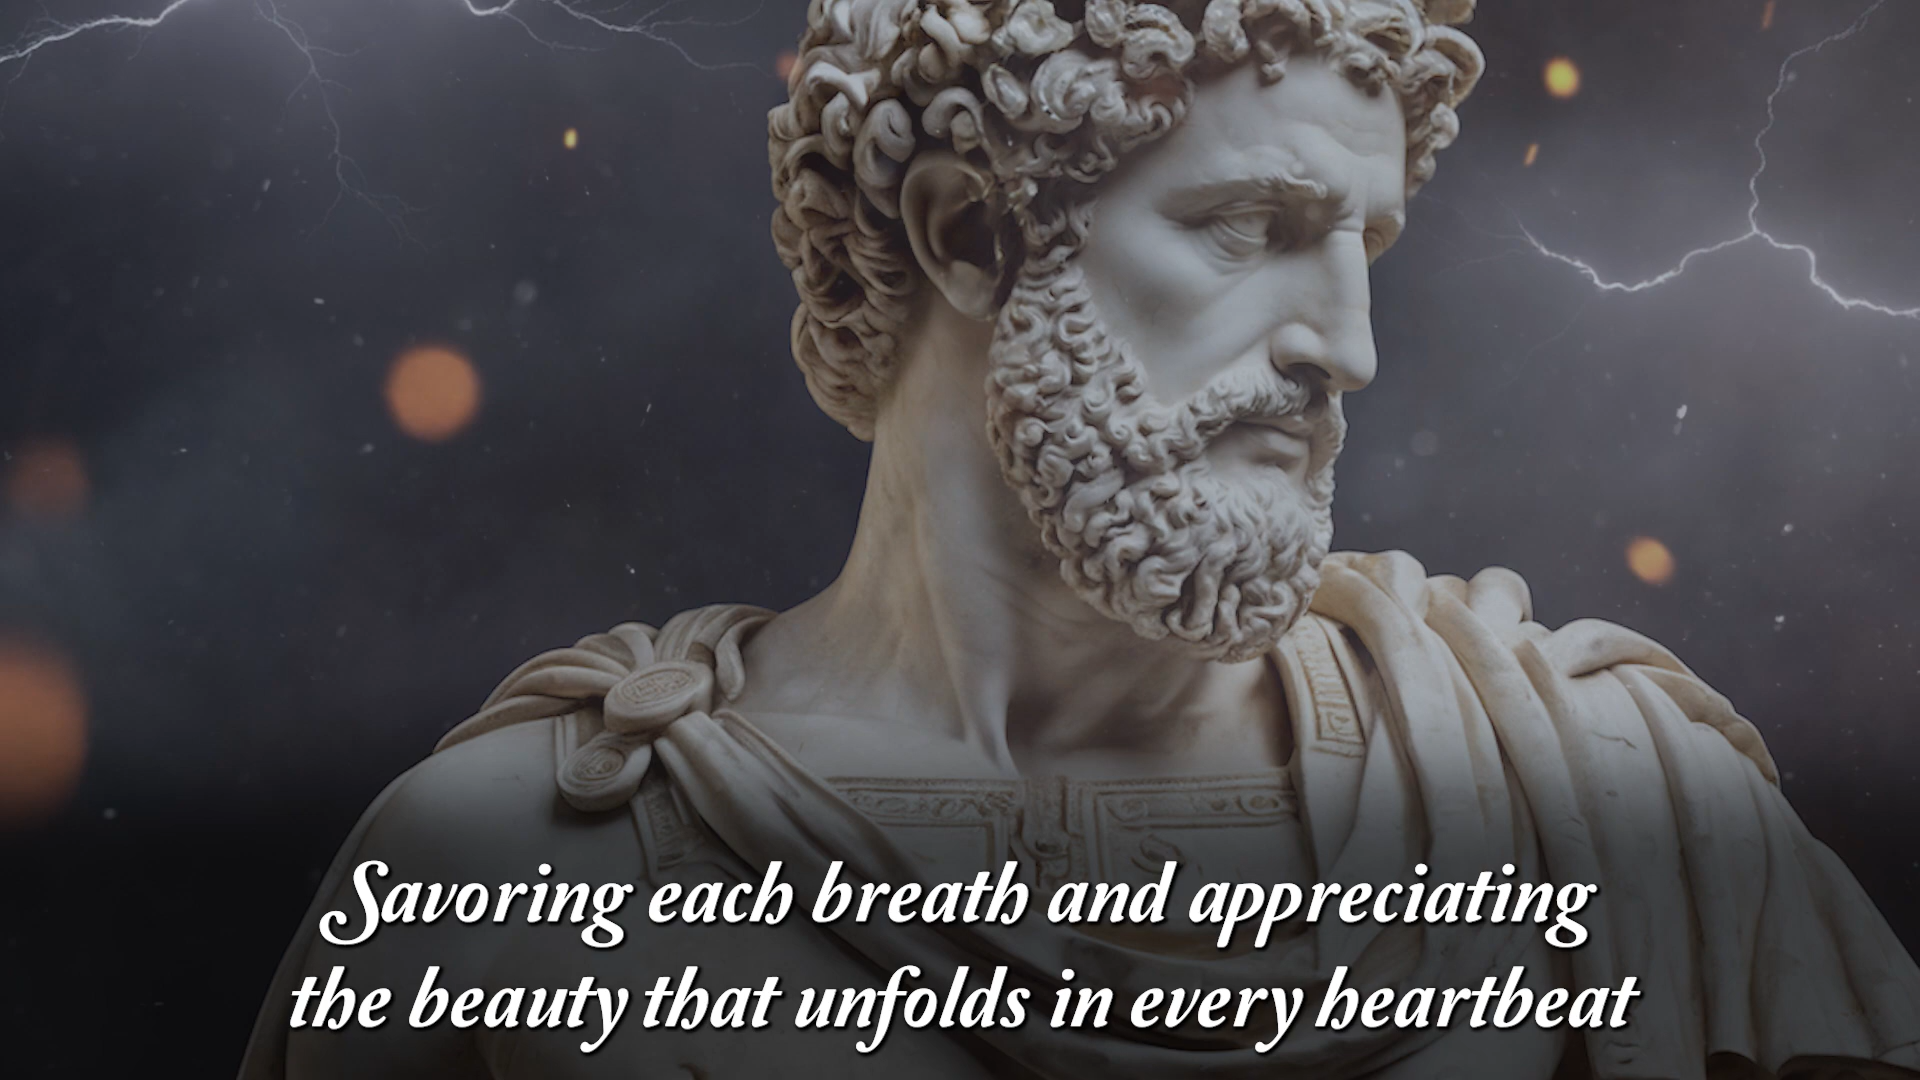 Savoring each breath and appreciating
the beauty that unfolds in every heartbeat